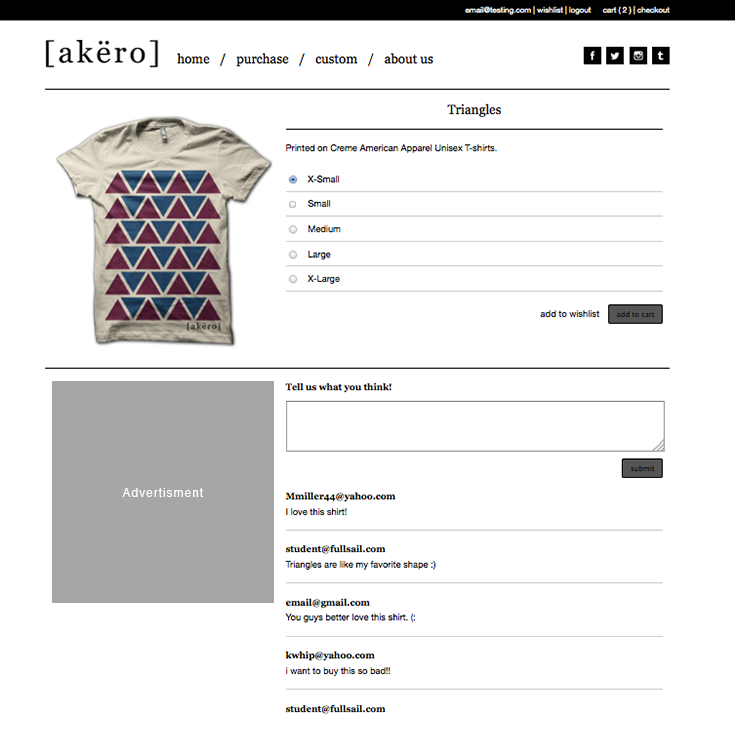 email@testing.com | wishlist | logout cart ( 2 ) | checkout
[akëro]
home / purchase / custom / about us
Triangles
Printed on Creme American Apparel Unisex T-shirts.
X-Small
Small
Medium
Large
X-Large
[akëro]
add to wishlist add to cart
Advertisment
Tell us what you think!
submit
Mmiller44@yahoo.com
I love this shirt!
student@fullsail.com
Triangles are like my favorite shape :)
email@gmail.com
You guys better love this shirt. (:
kwhip@yahoo.com
i want to buy this so bad!!
student@fullsail.com